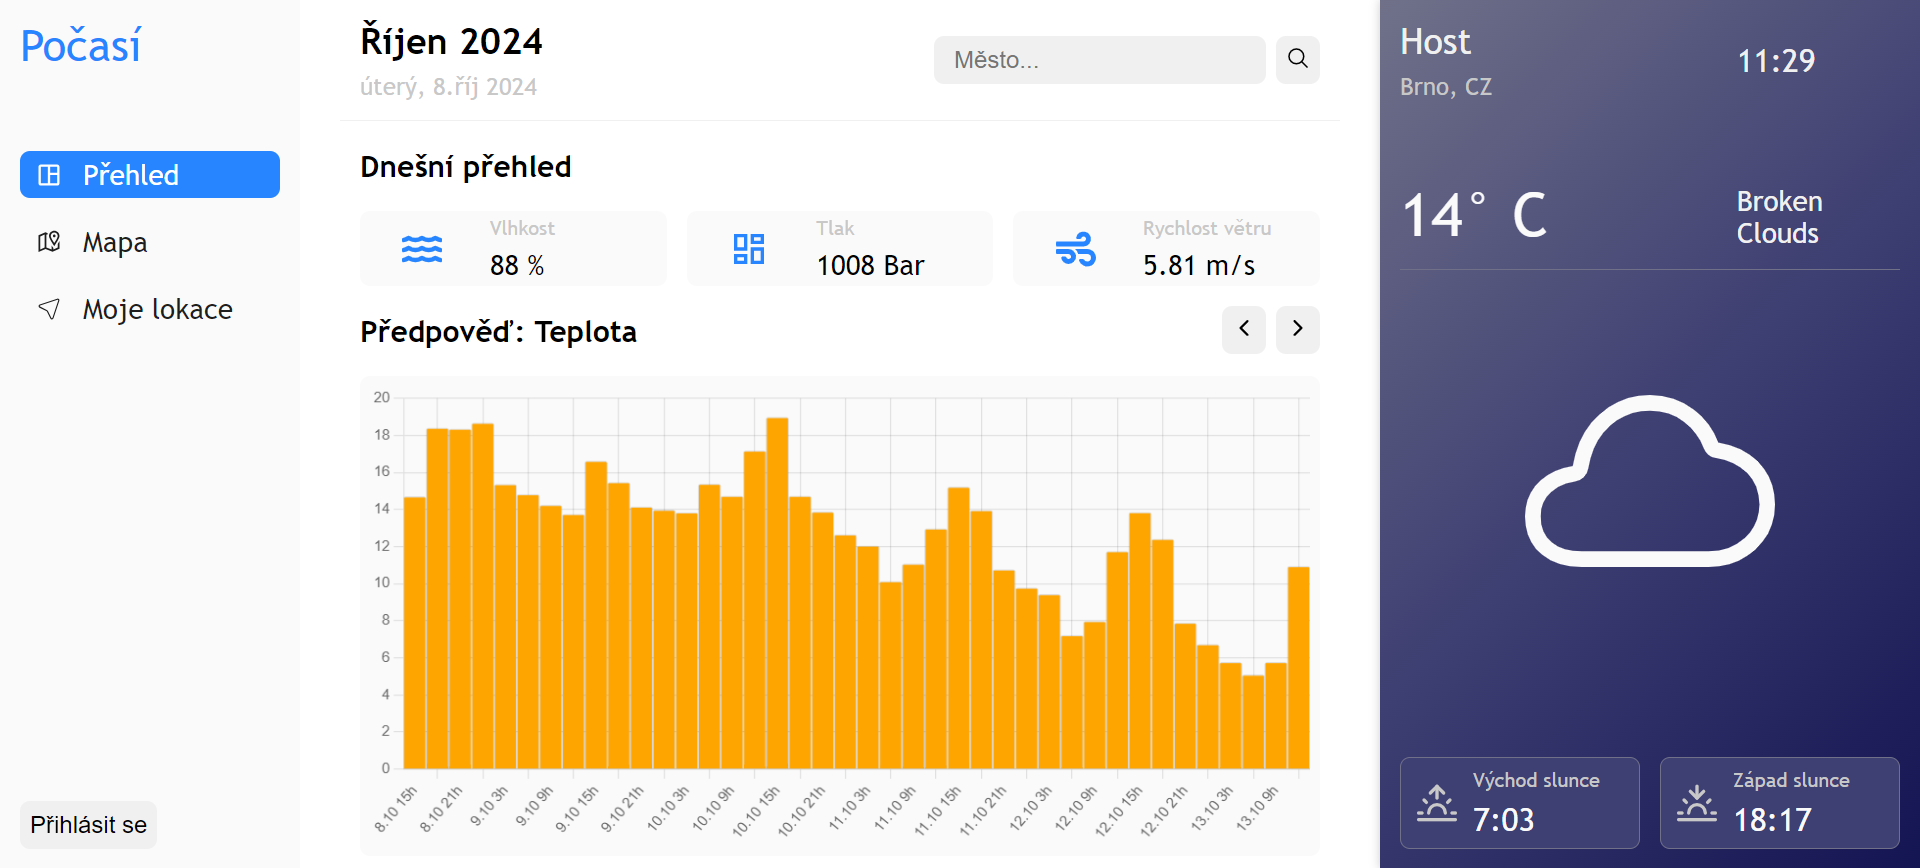 Počasí
Přehled
Mapa
Moje lokace
Přihlásit se
Říjen 2024
úterý, 8.říj 2024
Město...
Dnešní přehled
Vlhkost
88 %
Tlak
1008 Bar
Rychlost větru
5.81 m/s
Předpověď: Teplota
20
18
16
14
12
10
8
6
4
2
0
8.10 15h
8.10 21h
9.10 3h
9.10 9h
9.10 15h
9.10 21h
10.10 3h
10.10 9h
10.10 15h
10.10 21h
11.10 3h
11.10 9h
11.10 15h
11.10 21h
12.10 3h
12.10 9h
12.10 15h
12.10 21h
13.10 3h
13.10 9h
Host
Brno, CZ
11:29
14° C
Broken
Clouds
Východ slunce
7:03
Západ slunce
18:17